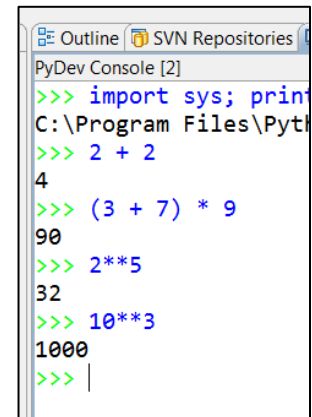 Outline SVN Repositories
PyDev Console [2]
>>> import sys; print
C:\Program Files\Pyt
>>> 2 + 2
4
>>> (3 + 7) * 9
90
>>> 2**5
32
>>> 10**3
1000
>>>